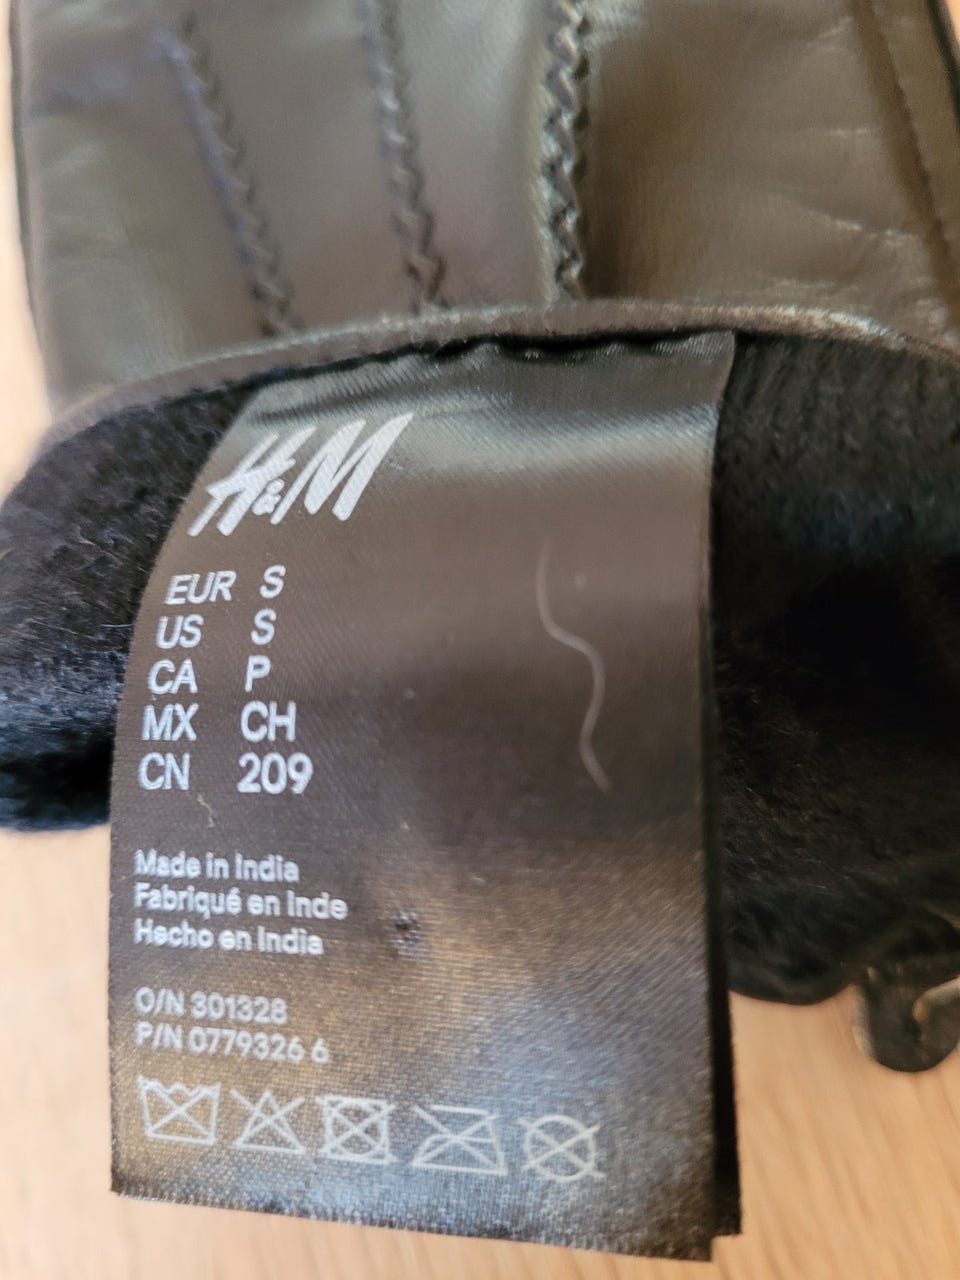 H&M
EUR S
US S
CA P
MX CH
CN 209
Made in India
Fabriqué en Inde
Hecho en India
O/N 301328
P/N 0779326 6